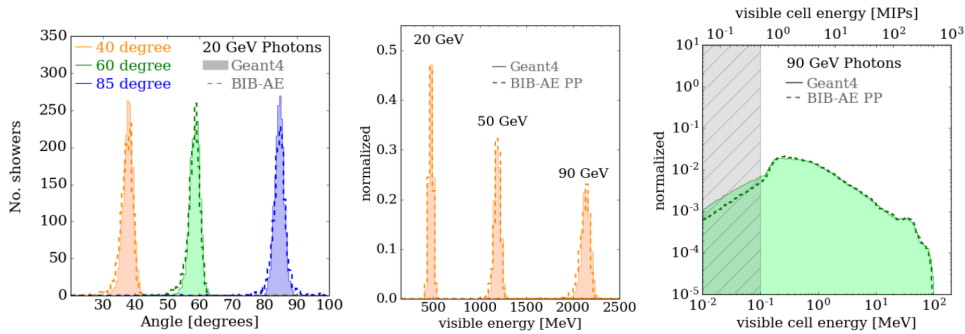 350
300
250
200
150
100
50
0
No. showers
40 degree
60 degree
85 degree
20 GeV Photons
Geant4
BIB-AE
30 40 50 60 70 80 90 100
Angle [degrees]
0.5
0.4
0.3
0.2
0.1
0.0
normalized
20 GeV
Geant4
BIB-AE PP
50 GeV
90 GeV
500 1000 1500 2000 2500
visible energy [MeV]
visible cell energy [MIPs]
10⁻¹ 10⁰ 10¹ 10² 10³
10¹
10⁰
10⁻¹
10⁻²
10⁻³
10⁻⁴
10⁻⁵
normalized
90 GeV Photons
Geant4
BIB-AE PP
10⁻² 10⁻¹ 10⁰ 10¹ 10²
visible cell energy [MeV]